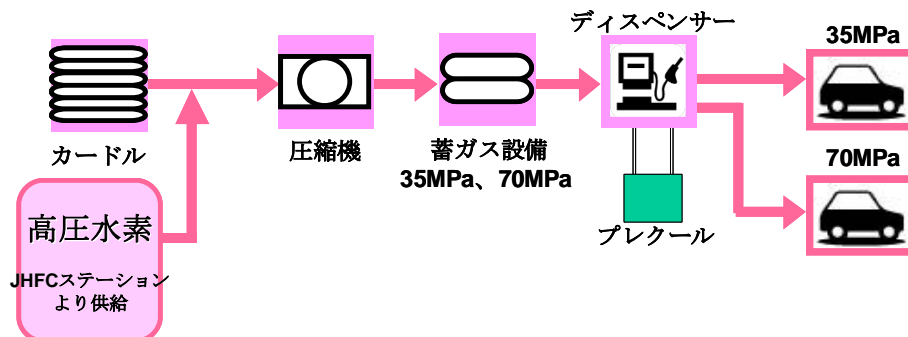 ディスペンサー
35MPa
カードル
圧縮機
蓄ガス設備
35MPa、70MPa
70MPa
プレクール
高圧水素
JHFCステーション
より供給